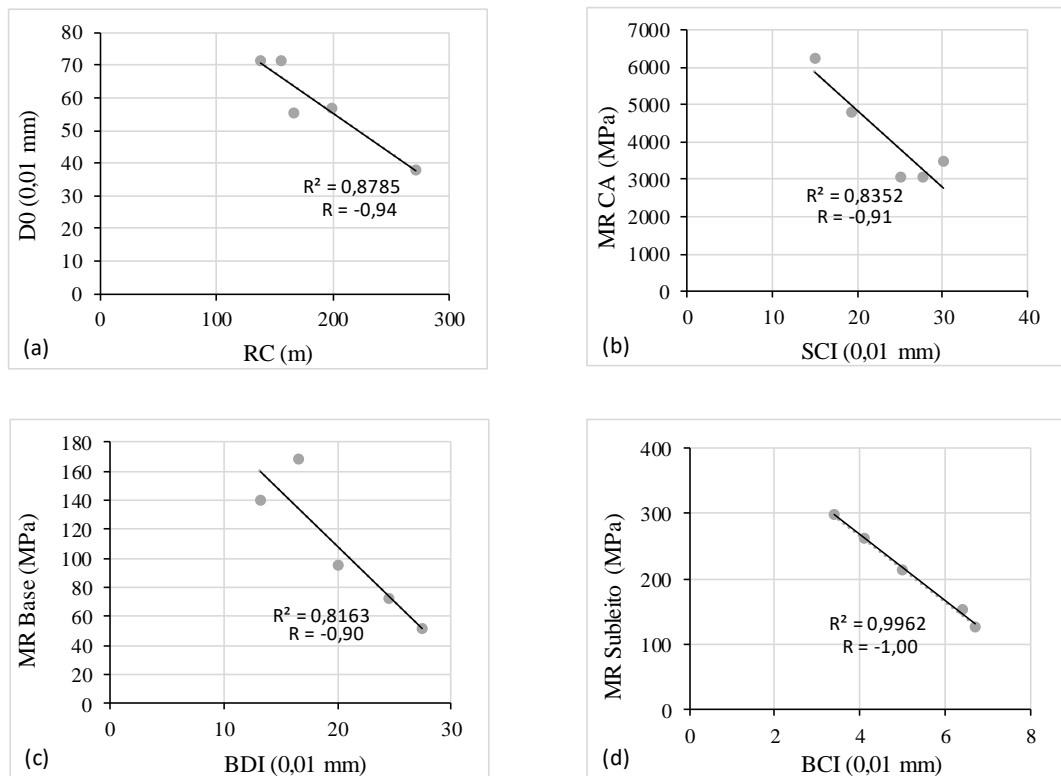 80
70
60
50
40
30
20
10
0
D0 (0,01 mm)
R² = 0,8785
R = -0,94
0 100 200 300
RC (m)
(a)
7000
6000
5000
4000
3000
2000
1000
0
MR CA (MPa)
R² = 0,8352
R = -0,91
0 10 20 30 40
SCI (0,01 mm)
(b)
180
160
140
120
100
80
60
40
20
0
MR Base (MPa)
R² = 0,8163
R = -0,90
0 10 20 30
BDI (0,01 mm)
(c)
400
300
200
100
0
MR Subleito (MPa)
R² = 0,9962
R = -1,00
0 2 4 6 8
BCI (0,01 mm)
(d)